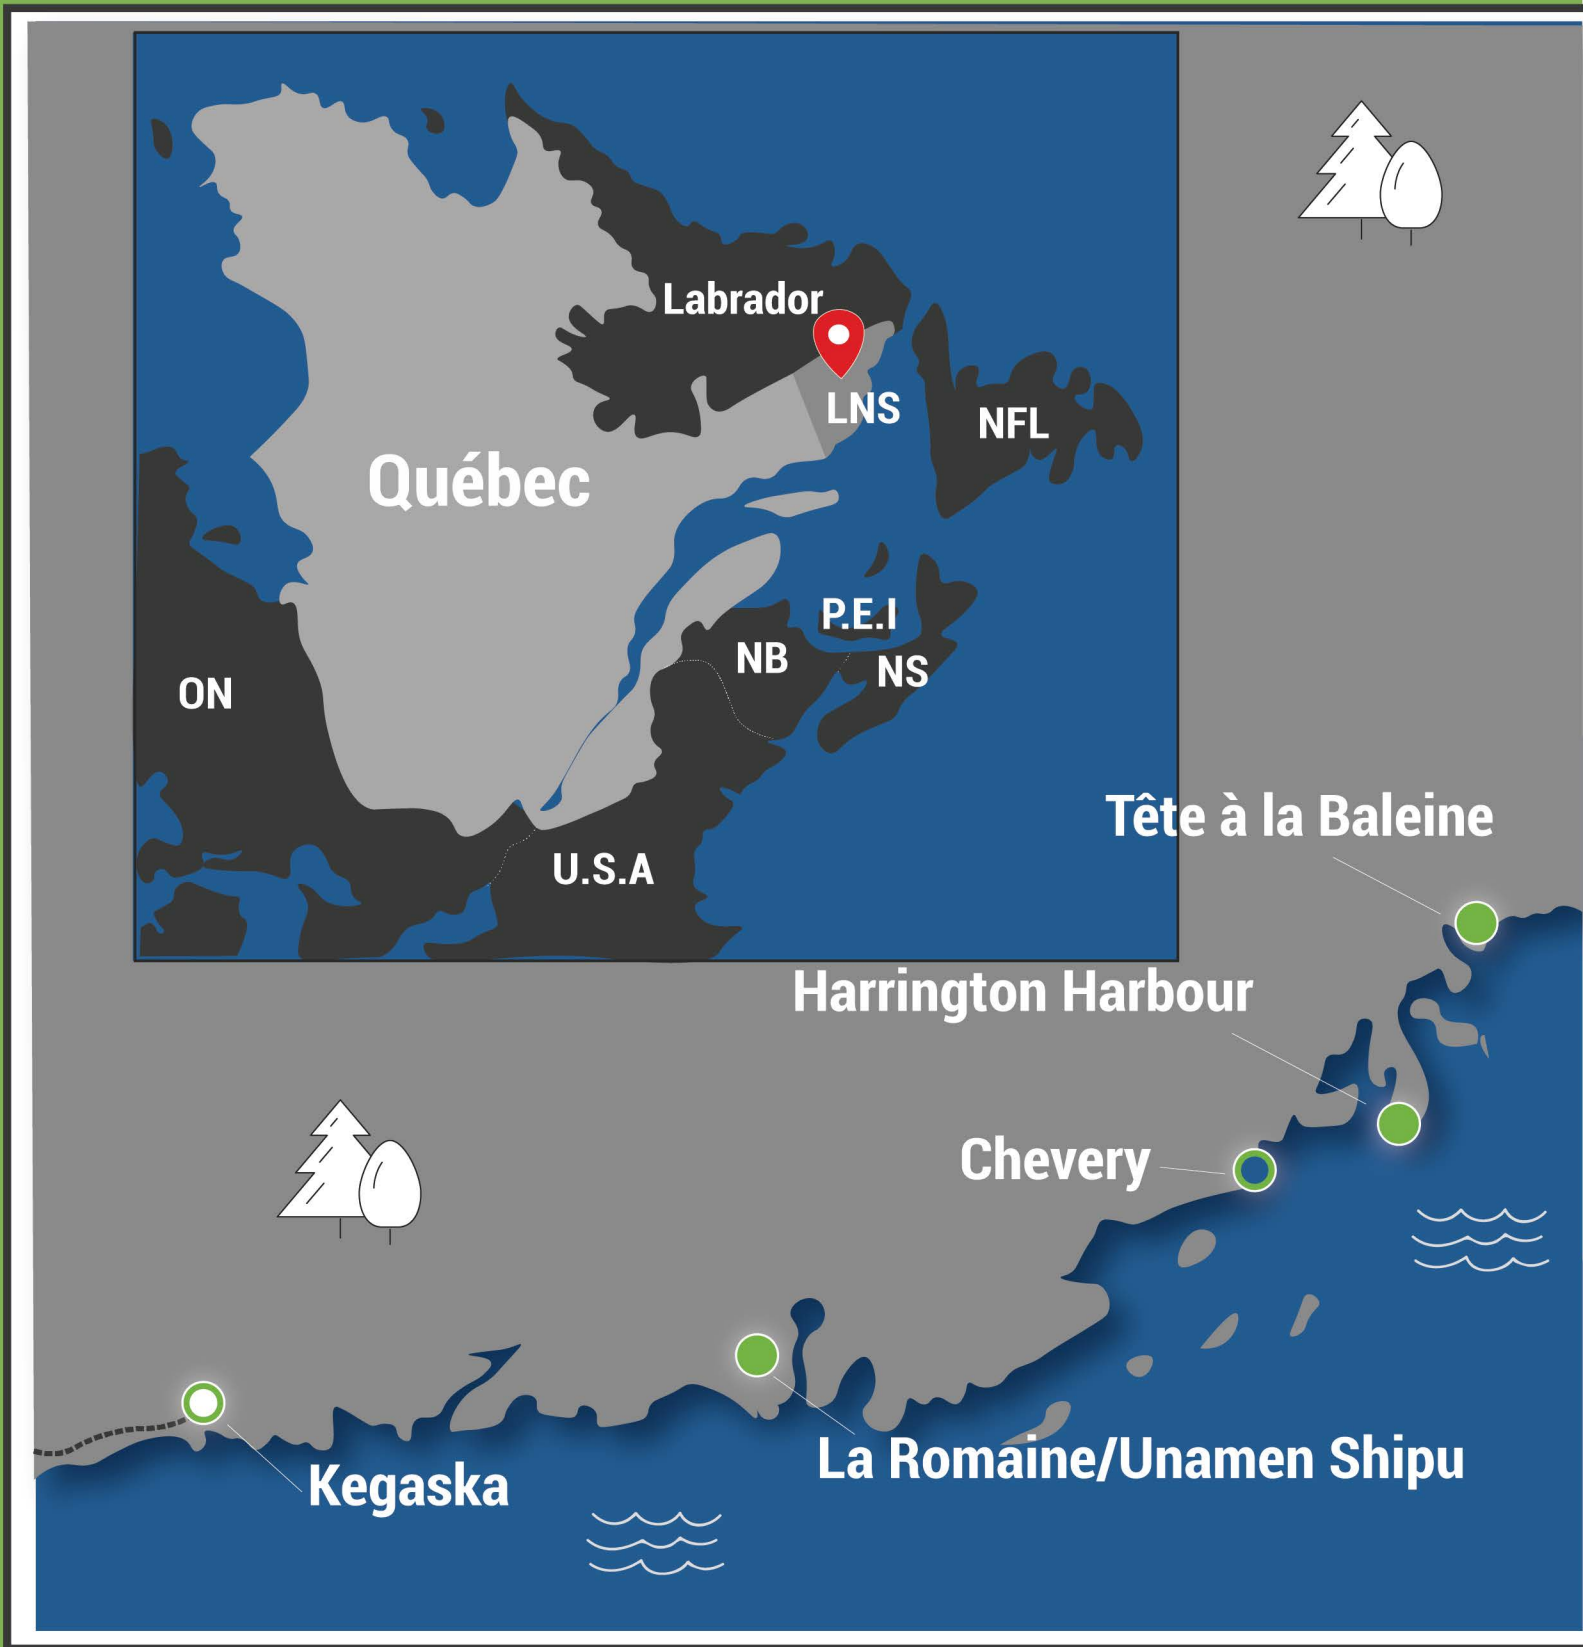 Labrador
LNS
NFL
Québec
P.E.I
NB
NS
ON
U.S.A
Tête à la Baleine
Harrington Harbour
Chevery
La Romaine/Unamen Shipu
Kegaska